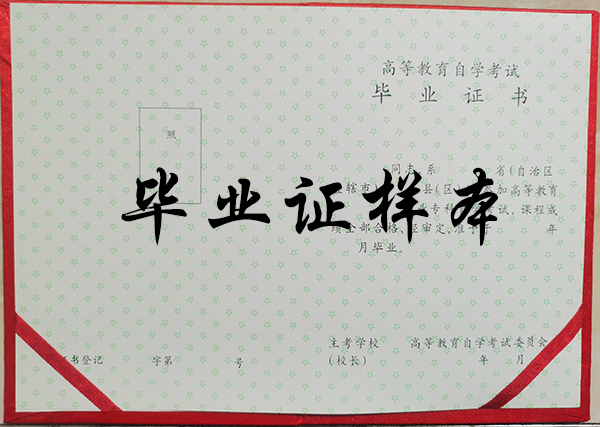 高等教育自学考试
毕业证书
照
同志系 省(自治区
辖市) 县(区 加高等教育
专科 试,课程成
绩全部合格,经审定,准予于 年
月毕业。
毕业证样本
主考学校 高等教育自学考试委员会
(校长) 年 月
书登记 字第 号